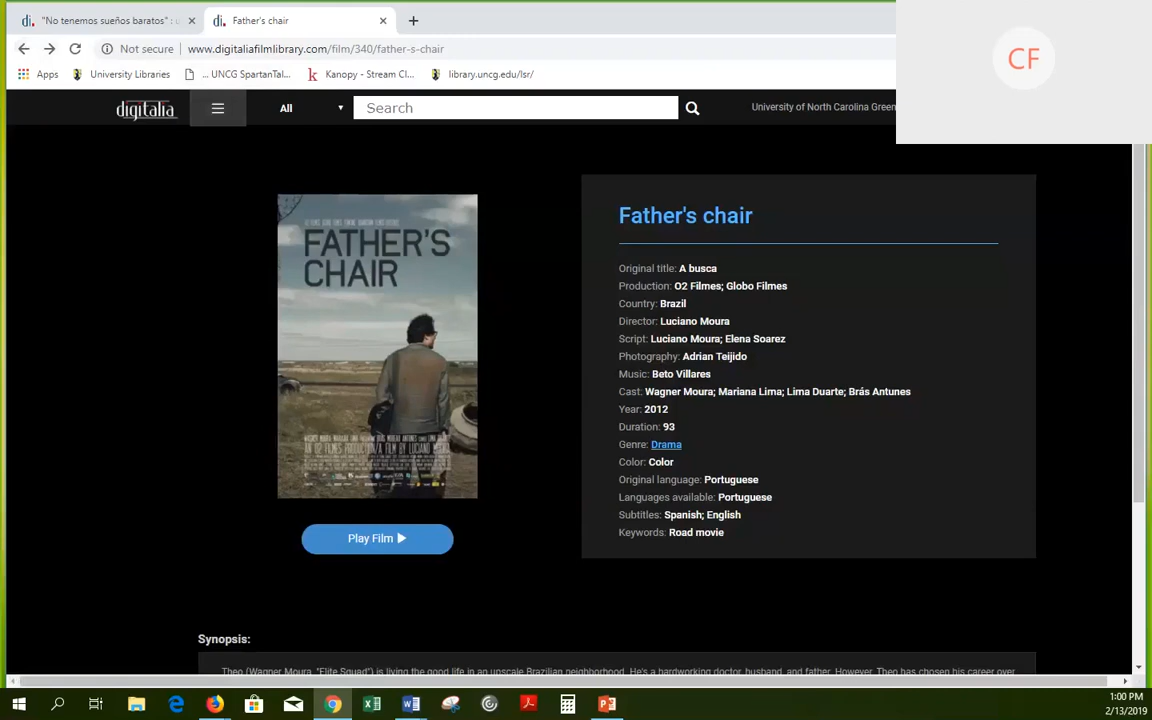 "No tenemos sueños baratos" : u
Father's chair
Not secure
www.digitaliafilmlibrary.com/film/340/father-s-chair
Apps
University Libraries
... UNCG SpartanTal...
Kanopy - Stream Cl...
library.uncg.edu/lsr/
CF
digitalia
All
Search
University of North Carolina Green
FATHER'S
CHAIR
Play Film
Father's chair
Original title: A busca
Production: O2 Filmes; Globo Filmes
Country: Brazil
Director: Luciano Moura
Script: Luciano Moura; Elena Soarez
Photography: Adrian Teijido
Music: Beto Villares
Cast: Wagner Moura; Mariana Lima; Lima Duarte; Brás Antunes
Year: 2012
Duration: 93
Genre: Drama
Color: Color
Original language: Portuguese
Languages available: Portuguese
Subtitles: Spanish; English
Keywords: Road movie
Synopsis:
Theo (Wagner Moura, "Elite Squad") is living the good life in an upscale Brazilian neighborhood. He's a hardworking doctor, husband, and father. However, Theo has chosen his career over
1:00 PM
2/13/2019